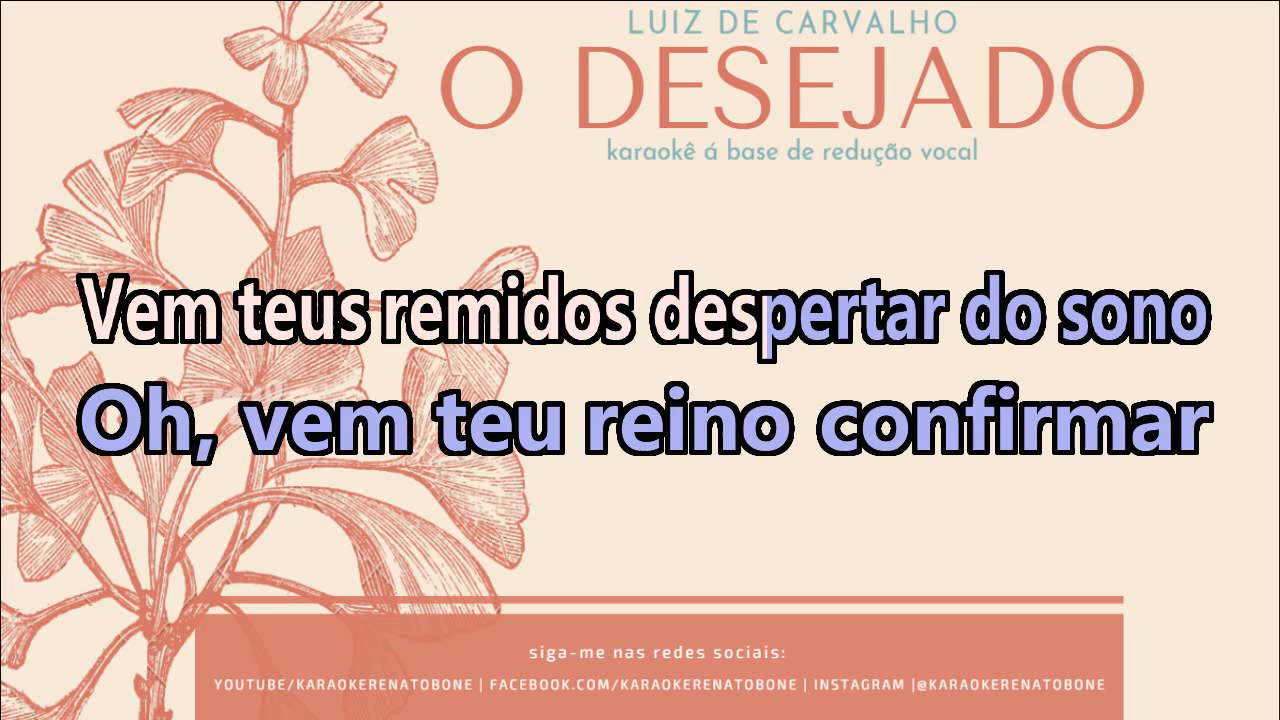 LUIZ DE CARVALHO
O DESEJADO
karaokê á base de redução vocal
Vem teus remidos despertar do sono
Oh, vem teu reino confirmar
siga-me nas redes sociais:
YOUTUBE/KARAOKERENATOBONE | FACEBOOK.COM/KARAOKERENATOBONE | INSTAGRAM |@KARAOKERENATOBONE